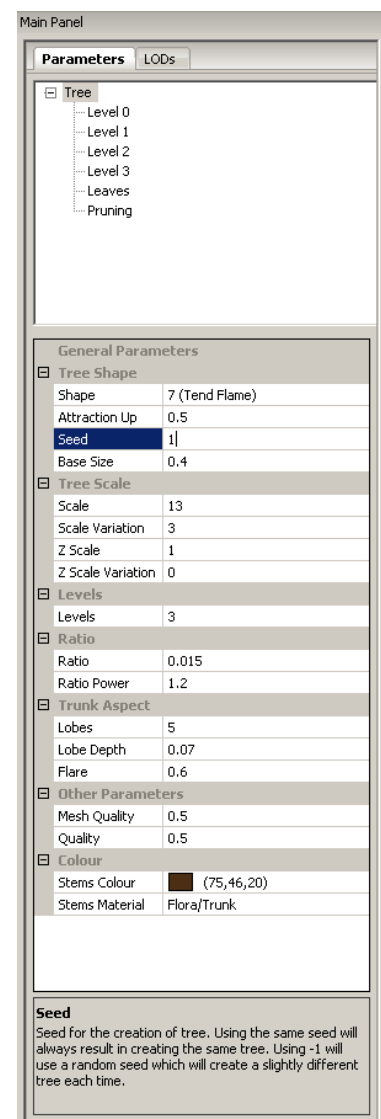 Main Panel
Parameters LODs
Tree
Level 0
Level 1
Level 2
Level 3
Leaves
Pruning
General Parameters
Tree Shape
Shape 7 (Tend Flame)
Attraction Up 0.5
Seed 1
Base Size 0.4
Tree Scale
Scale 13
Scale Variation 3
Z Scale 1
Z Scale Variation 0
Levels
Levels 3
Ratio
Ratio 0.015
Ratio Power 1.2
Trunk Aspect
Lobes 5
Lobe Depth 0.07
Flare 0.6
Other Parameters
Mesh Quality 0.5
Quality 0.5
Colour
Stems Colour (75,46,20)
Stems Material Flora/Trunk
Seed
Seed for the creation of tree. Using the same seed will
always result in creating the same tree. Using -1 will
use a random seed which will create a slightly different
tree each time.